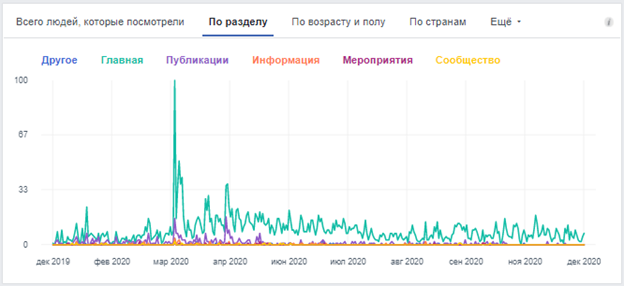 Всего людей, которые посмотрели По разделу По возрасту и полу По странам Ещё
Другое Главная Публикации Информация Мероприятия Сообщество
100
67
33
0
дек 2019 фев 2020 мар 2020 апр 2020 июн 2020 июл 2020 авг 2020 сен 2020 ноя 2020 дек 2020